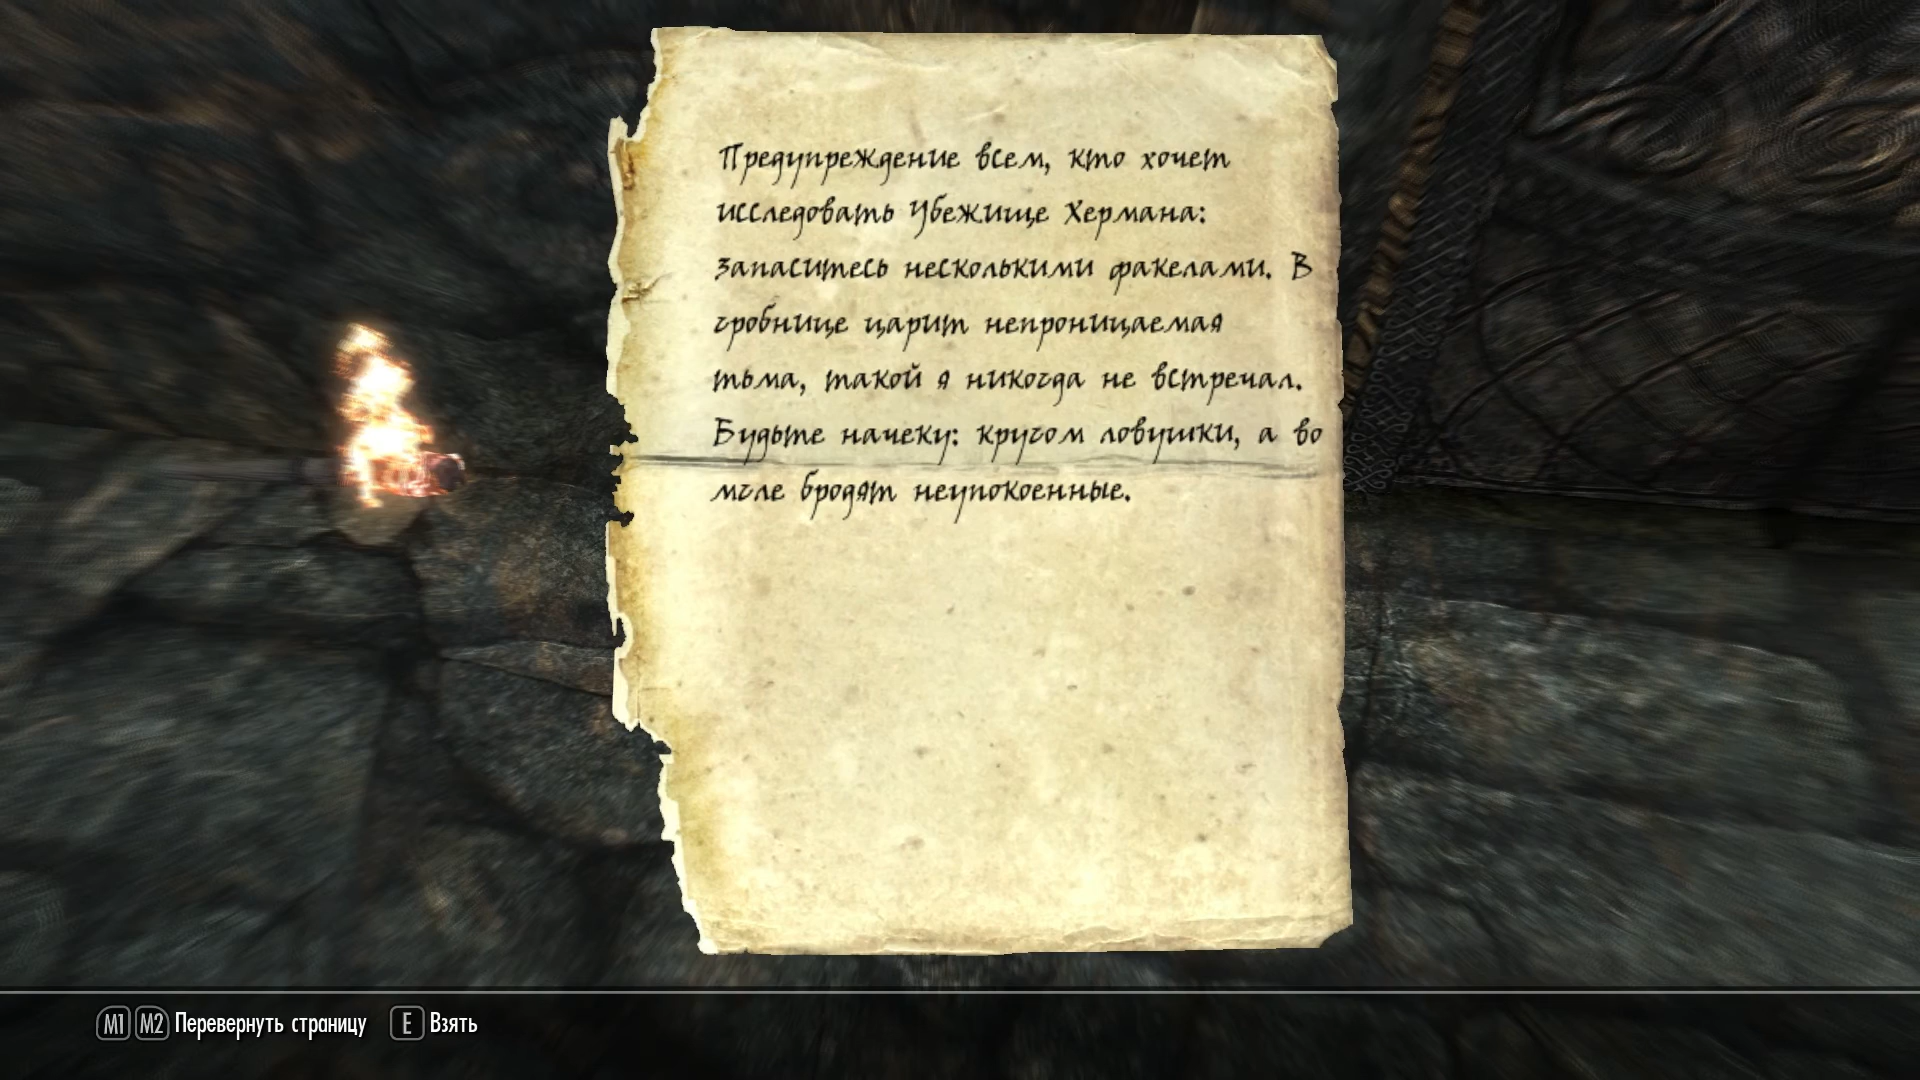 Предупреждение всем, кто хочет
исследовать Убежище Хермана:
запаситесь несколькими факелами. В
гробнице царит непроницаемая
тьма, такой я никогда не встречал.
Будьте начеку: кругом ловушки, а во
мгле бродят неупокоенные.
M1 M2 Перевернуть страницу E Взять